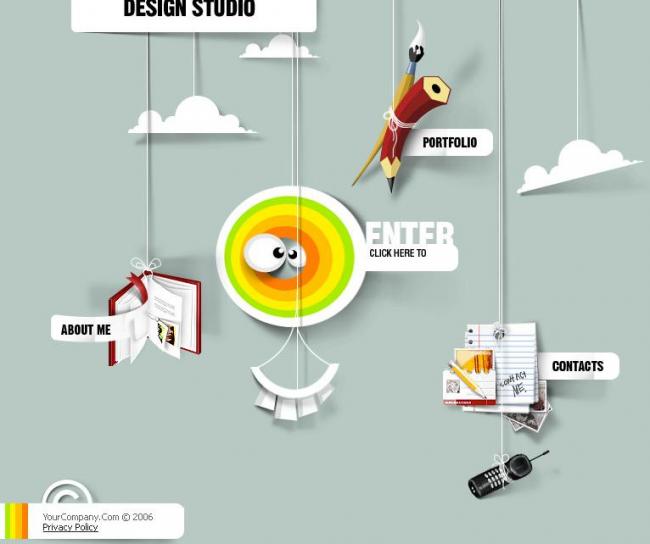 DESIGN STUDIO
PORTFOLIO
ENTER
CLICK HERE TO
ABOUT ME
CONTACTS
CONTACT
ME
©
YourCompany.Com © 2006
Privacy Policy